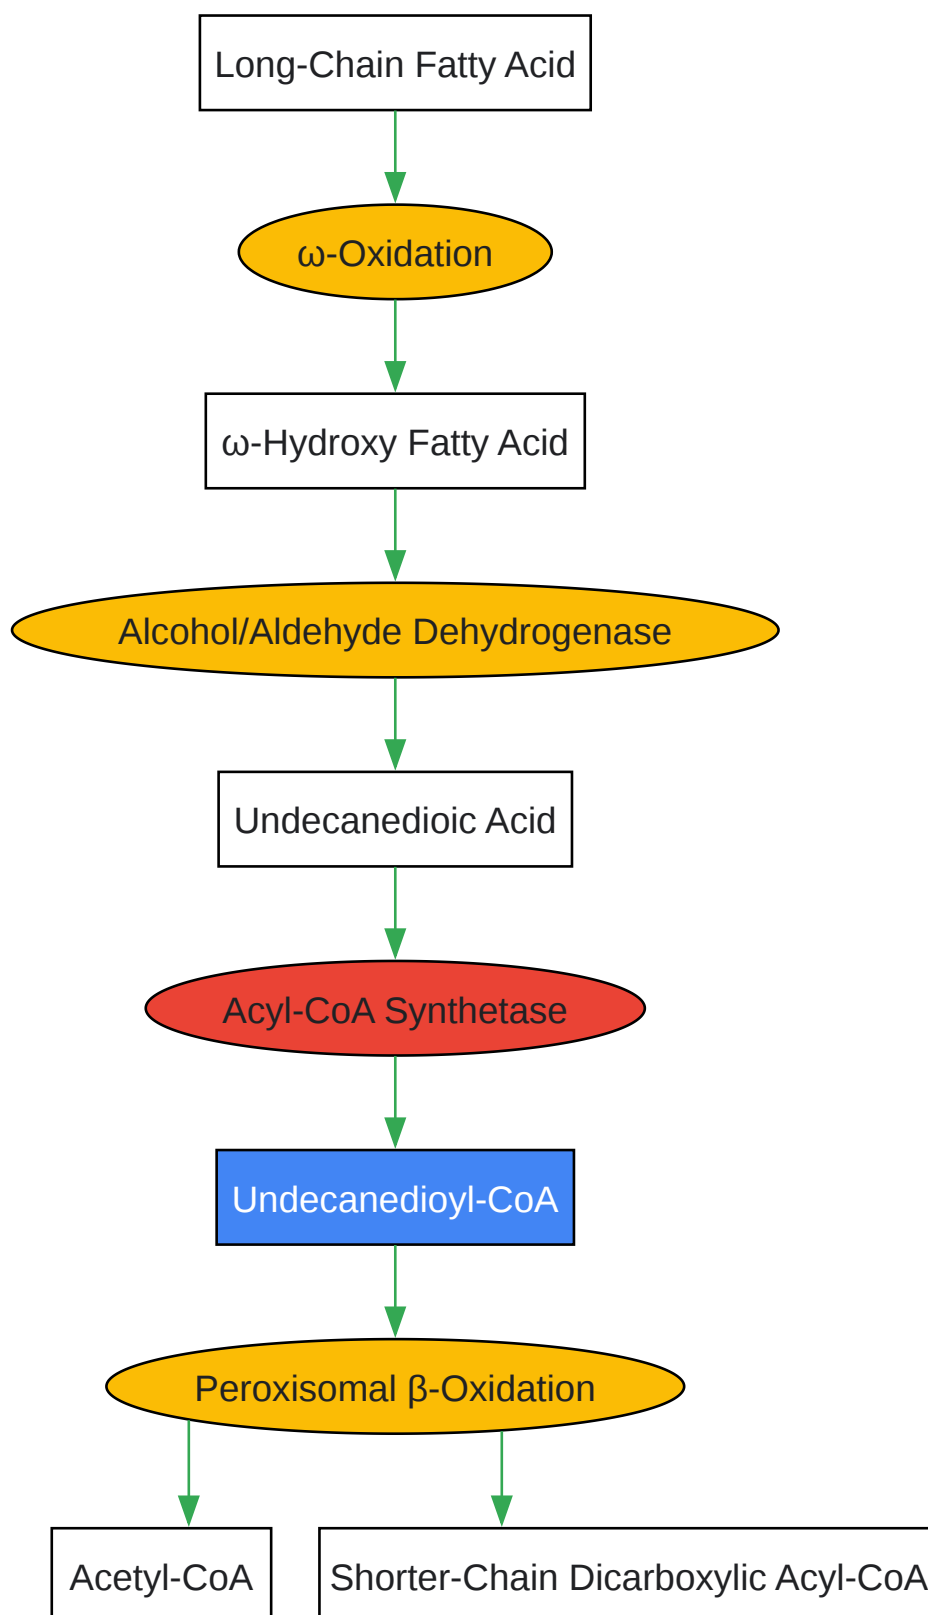 Long-Chain Fatty Acid
ω-Oxidation
ω-Hydroxy Fatty Acid
Alcohol/Aldehyde Dehydrogenase
Undecanedioic Acid
Acyl-CoA Synthetase
Undecanedioyl-CoA
Peroxisomal β-Oxidation
Acetyl-CoA
Shorter-Chain Dicarboxylic Acyl-CoA